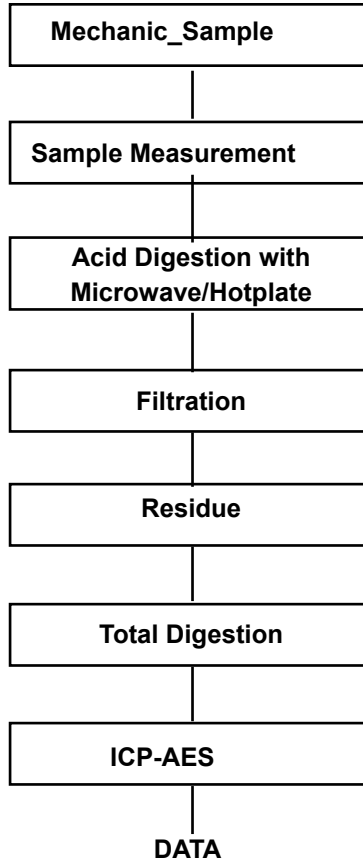 Mechanic_Sample
Sample Measurement
Acid Digestion with
Microwave/Hotplate
Filtration
Residue
Total Digestion
ICP-AES
DATA